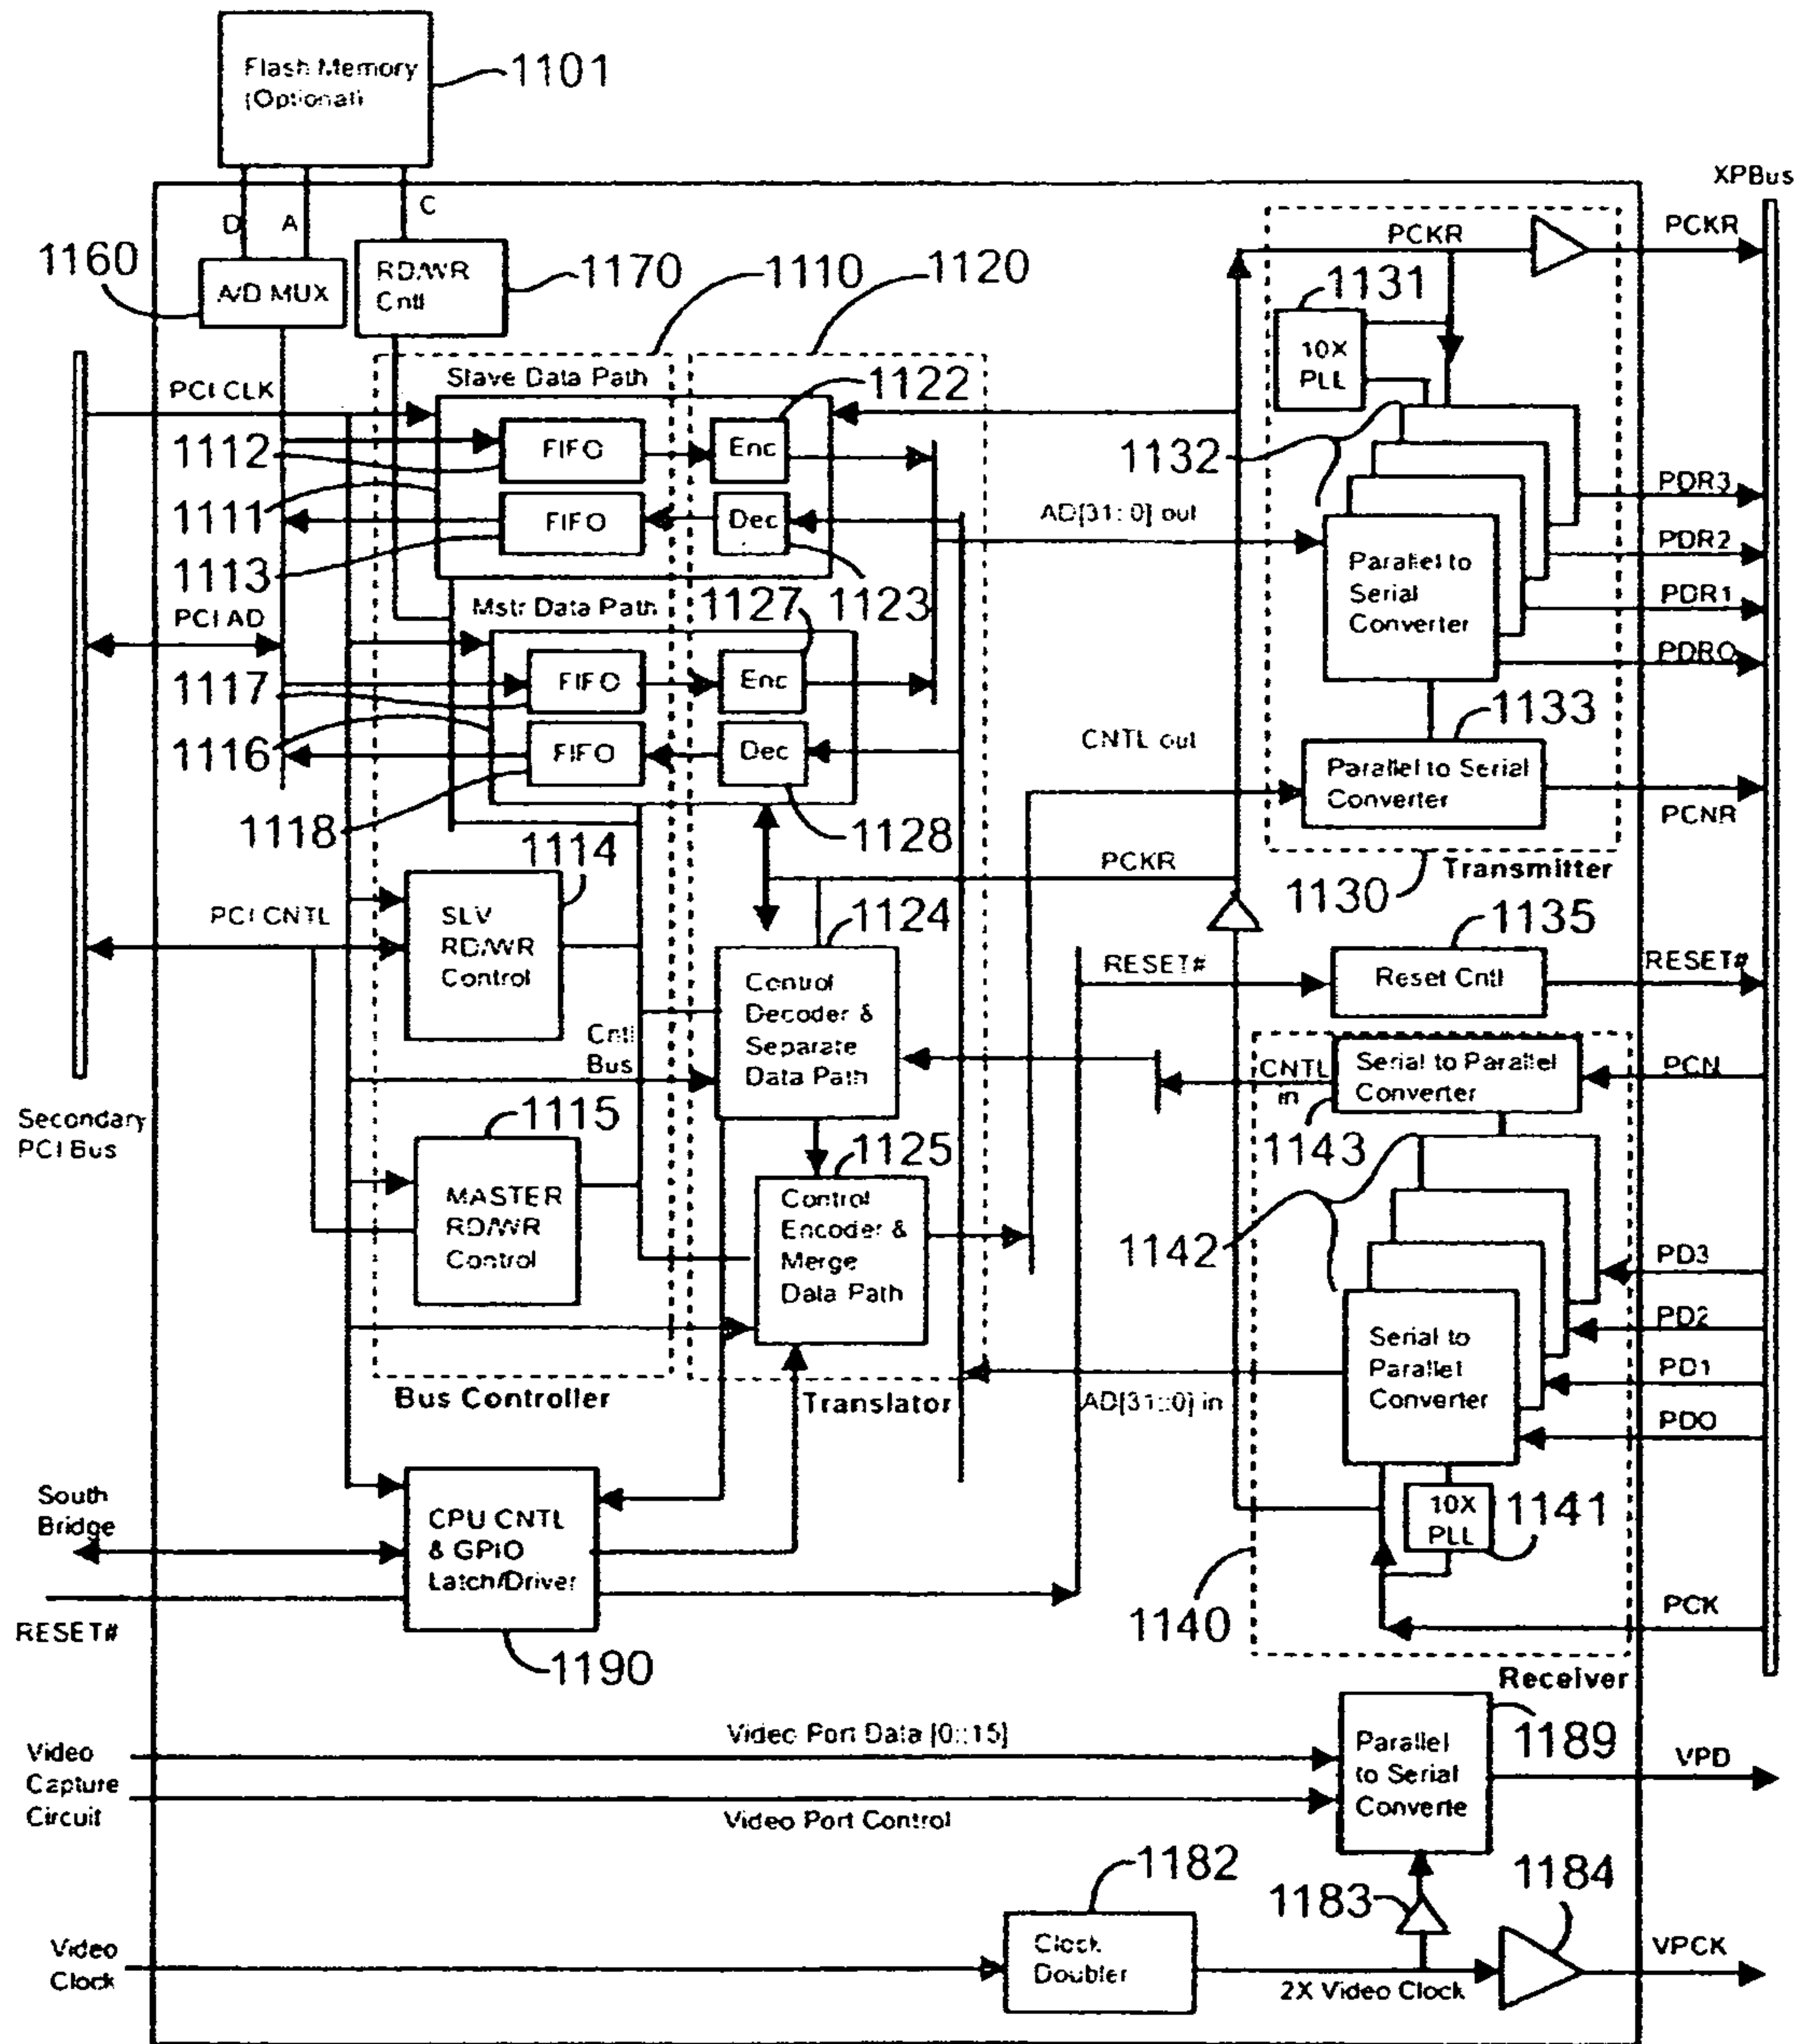 Flash Memory
(Optional)
1101
XPBus
D
A
C
1160
A/D MUX
RD/WR
Cntl
1170
1110
1120
PCKR
PCKR
1131
10X
PLL
PCI CLK
Slave Data Path
1122
1112
FIFO
Enc
1132
1111
FIFO
Dec
AD[31::0] out
PDR3
PDR2
1113
Parallel to
Serial
Converter
PDR1
PCI AD
Mstr Data Path
1127
1123
PDR0
1117
FIFO
Enc
1133
1116
FIFO
Dec
CNTL out
Parallel to Serial
Converter
PCNR
1118
1114
1128
PCKR
Transmitter
1130
PCI CNTL
SLV
RD/WR
Control
1124
1135
RESET#
Reset Cntl
RESET#
Control
Decoder &
Separate
Data Path
Cntl
Bus
CNTL
in
Serial to Parallel
Converter
PCN
Secondary
PCI Bus
1115
1125
1143
MASTER
RD/WR
Control
Control
Encoder &
Merge
Data Path
1142
PD3
PD2
Serial to
Parallel
Converter
PD1
Bus Controller
Translator
AD[31::0] in
PD0
South
Bridge
CPU CNTL
& GPIO
Latch/Driver
10X
PLL
1141
RESET#
1140
PCK
1190
Receiver
Video Port Data [0::15]
1189
Video
Capture
Circuit
Parallel
to Serial
Converte
VPD
Video Port Control
1182
1183
1184
Video
Clock
Clock
Doubler
2X Video Clock
VPCK